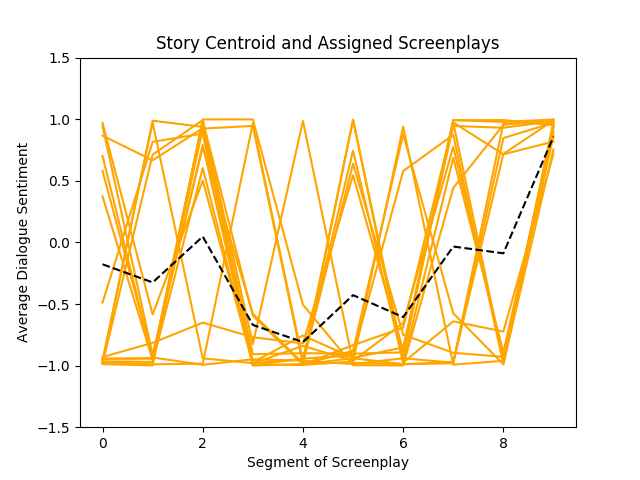 Story Centroid and Assigned Screenplays
1.5
1.0
0.5
0.0
−0.5
−1.0
−1.5
Average Dialogue Sentiment
0 2 4 6 8
Segment of Screenplay